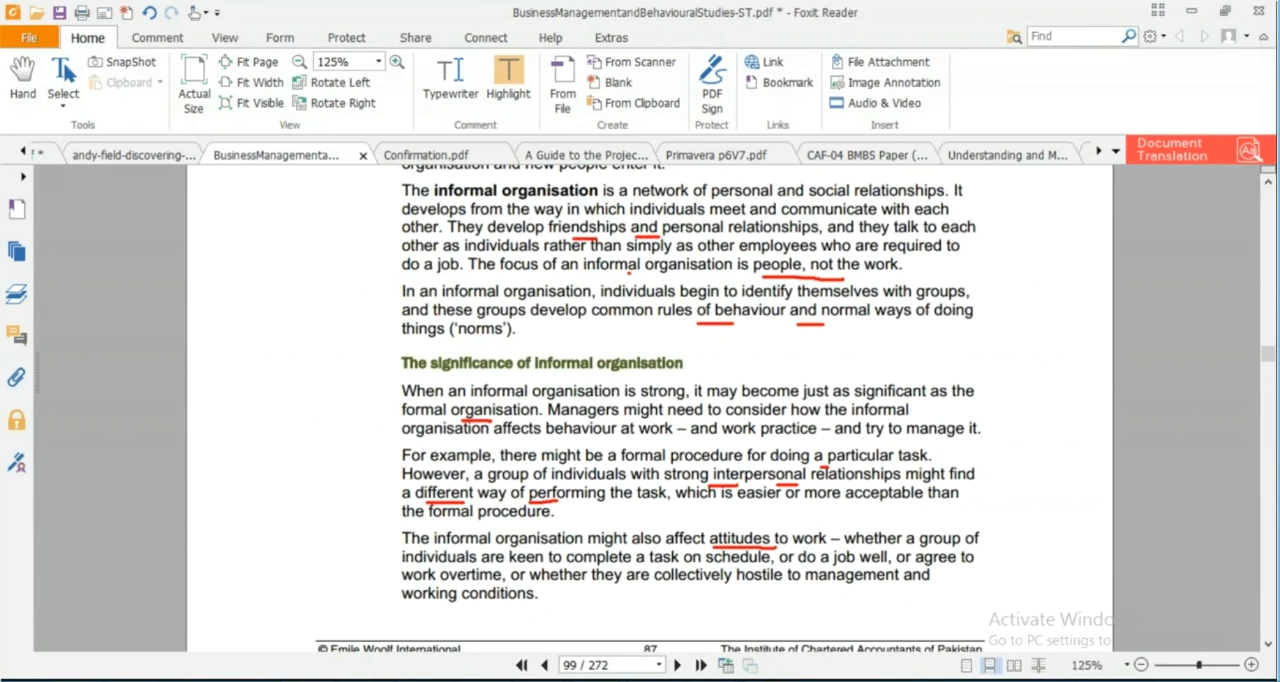 BusinessManagementandBehaviouralStudies-ST.pdf * - Foxit Reader
File Home Comment View Form Protect Share Connect Help Extras Find
Hand
Select
SnapShot
Clipboard
Tools
Actual Size
Fit Page
Fit Width
Fit Visible
125%
Rotate Left
Rotate Right
View
Typewriter
Highlight
Comment
From File
From Scanner
Blank
From Clipboard
Create
PDF Sign
Protect
Link
Bookmark
Links
File Attachment
Image Annotation
Audio & Video
Insert
andy-field-discovering-... BusinessManagementa... Confirmation.pdf A Guide to the Projec... Primavera p6V7.pdf CAF-04 BMBS Paper (... Understanding and M...
Document
Translation
organisation and new people enter it.
The informal organisation is a network of personal and social relationships. It
develops from the way in which individuals meet and communicate with each
other. They develop friendships and personal relationships, and they talk to each
other as individuals rather than simply as other employees who are required to
do a job. The focus of an informal organisation is people, not the work.
In an informal organisation, individuals begin to identify themselves with groups,
and these groups develop common rules of behaviour and normal ways of doing
things (‘norms’).
The significance of informal organisation
When an informal organisation is strong, it may become just as significant as the
formal organisation. Managers might need to consider how the informal
organisation affects behaviour at work – and work practice – and try to manage it.
For example, there might be a formal procedure for doing a particular task.
However, a group of individuals with strong interpersonal relationships might find
a different way of performing the task, which is easier or more acceptable than
the formal procedure.
The informal organisation might also affect attitudes to work – whether a group of
individuals are keen to complete a task on schedule, or do a job well, or agree to
work overtime, or whether they are collectively hostile to management and
working conditions.
Activate Windo
Go to PC settings to
© Emile Woolf International 87 The Institute of Chartered Accountants of Pakistan
99 / 272
125%